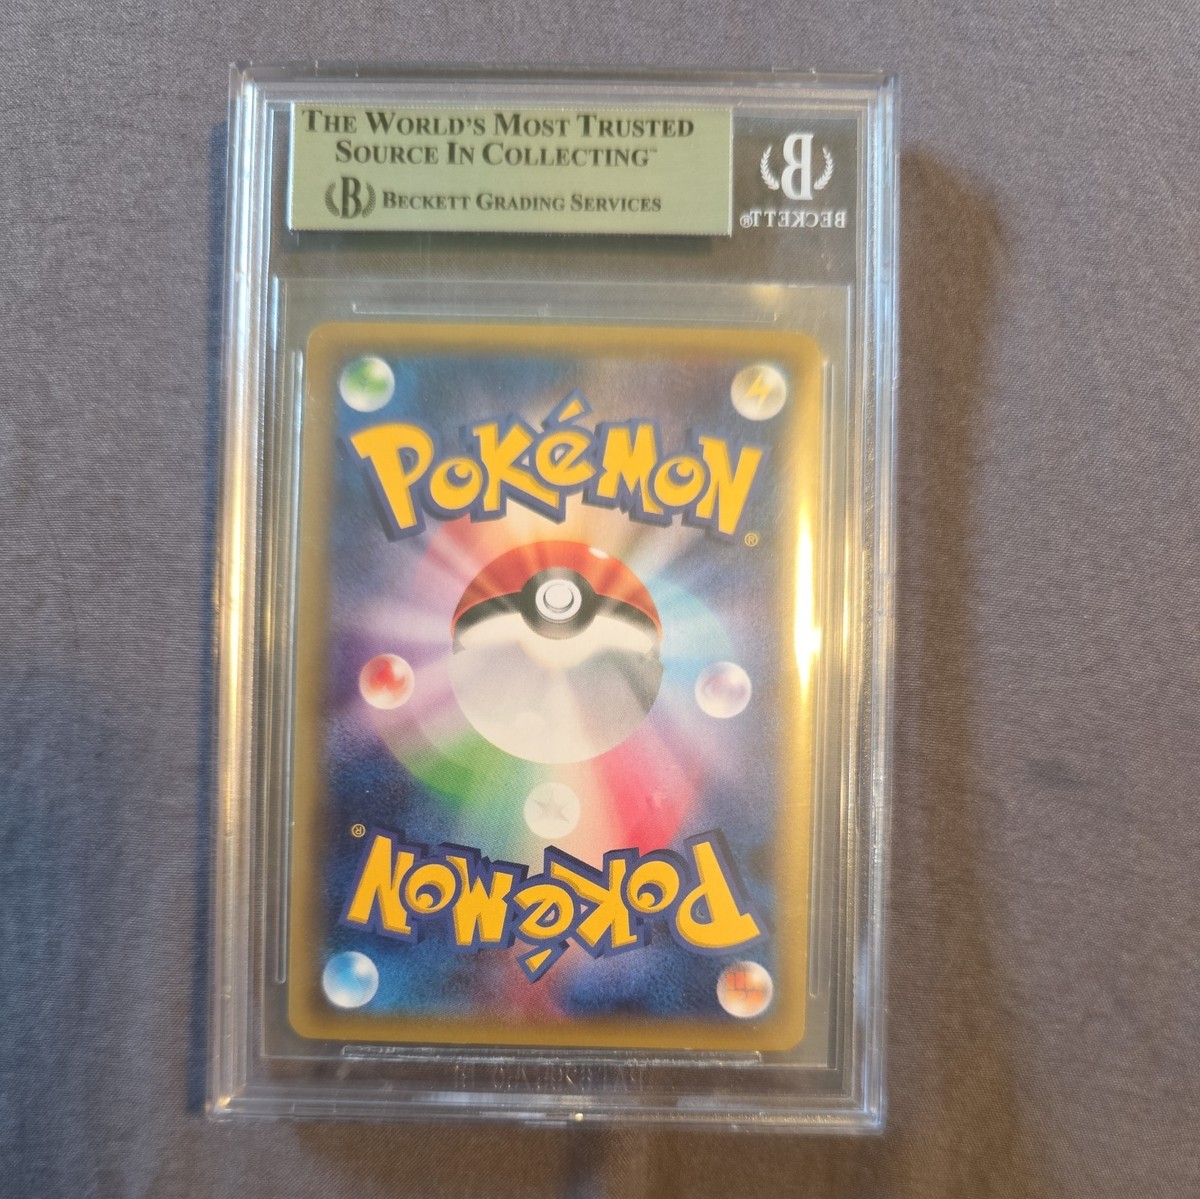 THE WORLD'S MOST TRUSTED
SOURCE IN COLLECTING™
B BECKETT GRADING SERVICES
B
BECKETT®
POKéMON
®
®
POKéMON